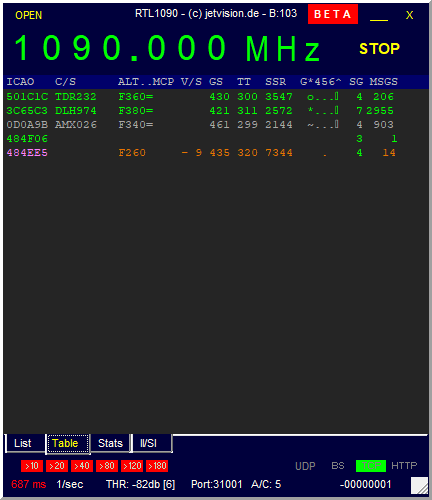 OPEN RTL1090 - (c) jetvision.de - B:103 BETA __ X
1090.000 MHz STOP
ICAO C/S ALT..MCP V/S GS TT SSR G*456^ SG MSGS
501C1C TDR232 F360= 430 300 3547 o... 4 206
3C65C3 DLH974 F380= 421 311 2572 *... 7 2955
0D0A9B AMX026 F340= 461 299 2144 ~... 4 903
484F06 3 1
484EE5 F260 - 9 435 320 7344 . 4 14
List Table Stats II/SI
>10 >20 >40 >80 >120 >180 UDP BS TCP HTTP
687 ms 1/sec THR: -82db [6] Port:31001 A/C: 5 -00000001